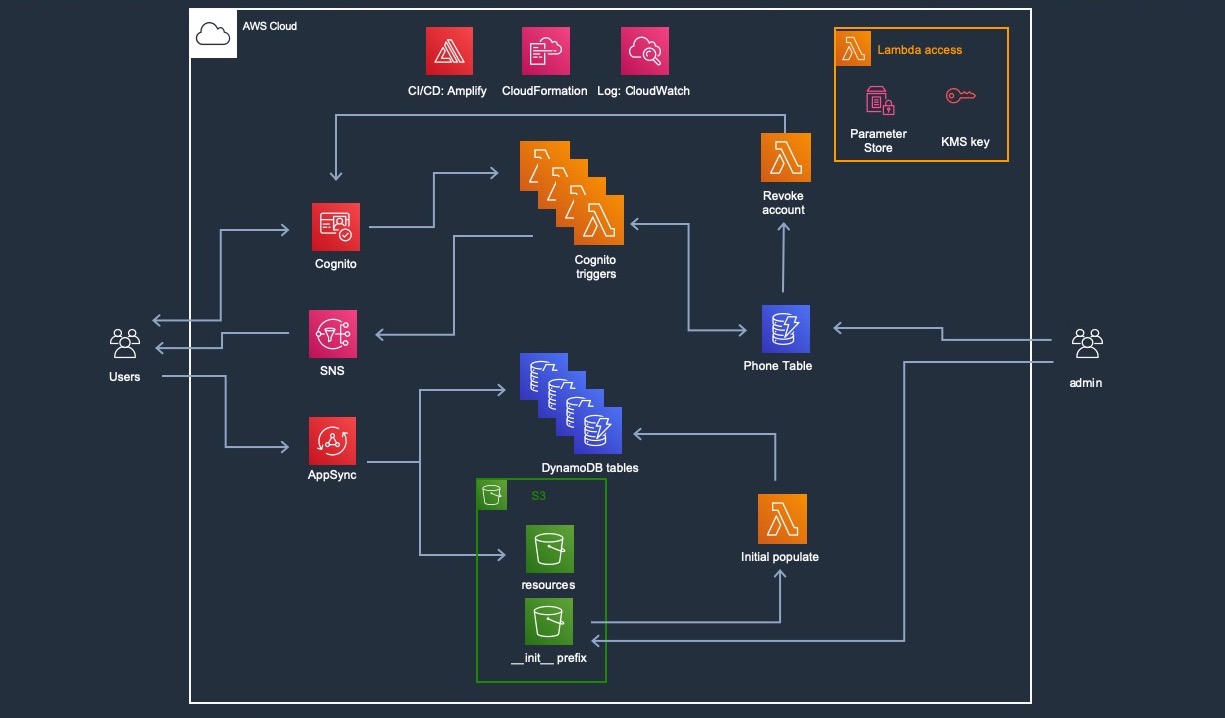 AWS Cloud
CI/CD: Amplify
CloudFormation
Log: CloudWatch
Lambda access
Parameter
Store
KMS key
Revoke
account
Cognito
Cognito
triggers
Users
SNS
Phone Table
admin
AppSync
DynamoDB tables
S3
resources
Initial populate
__init__ prefix